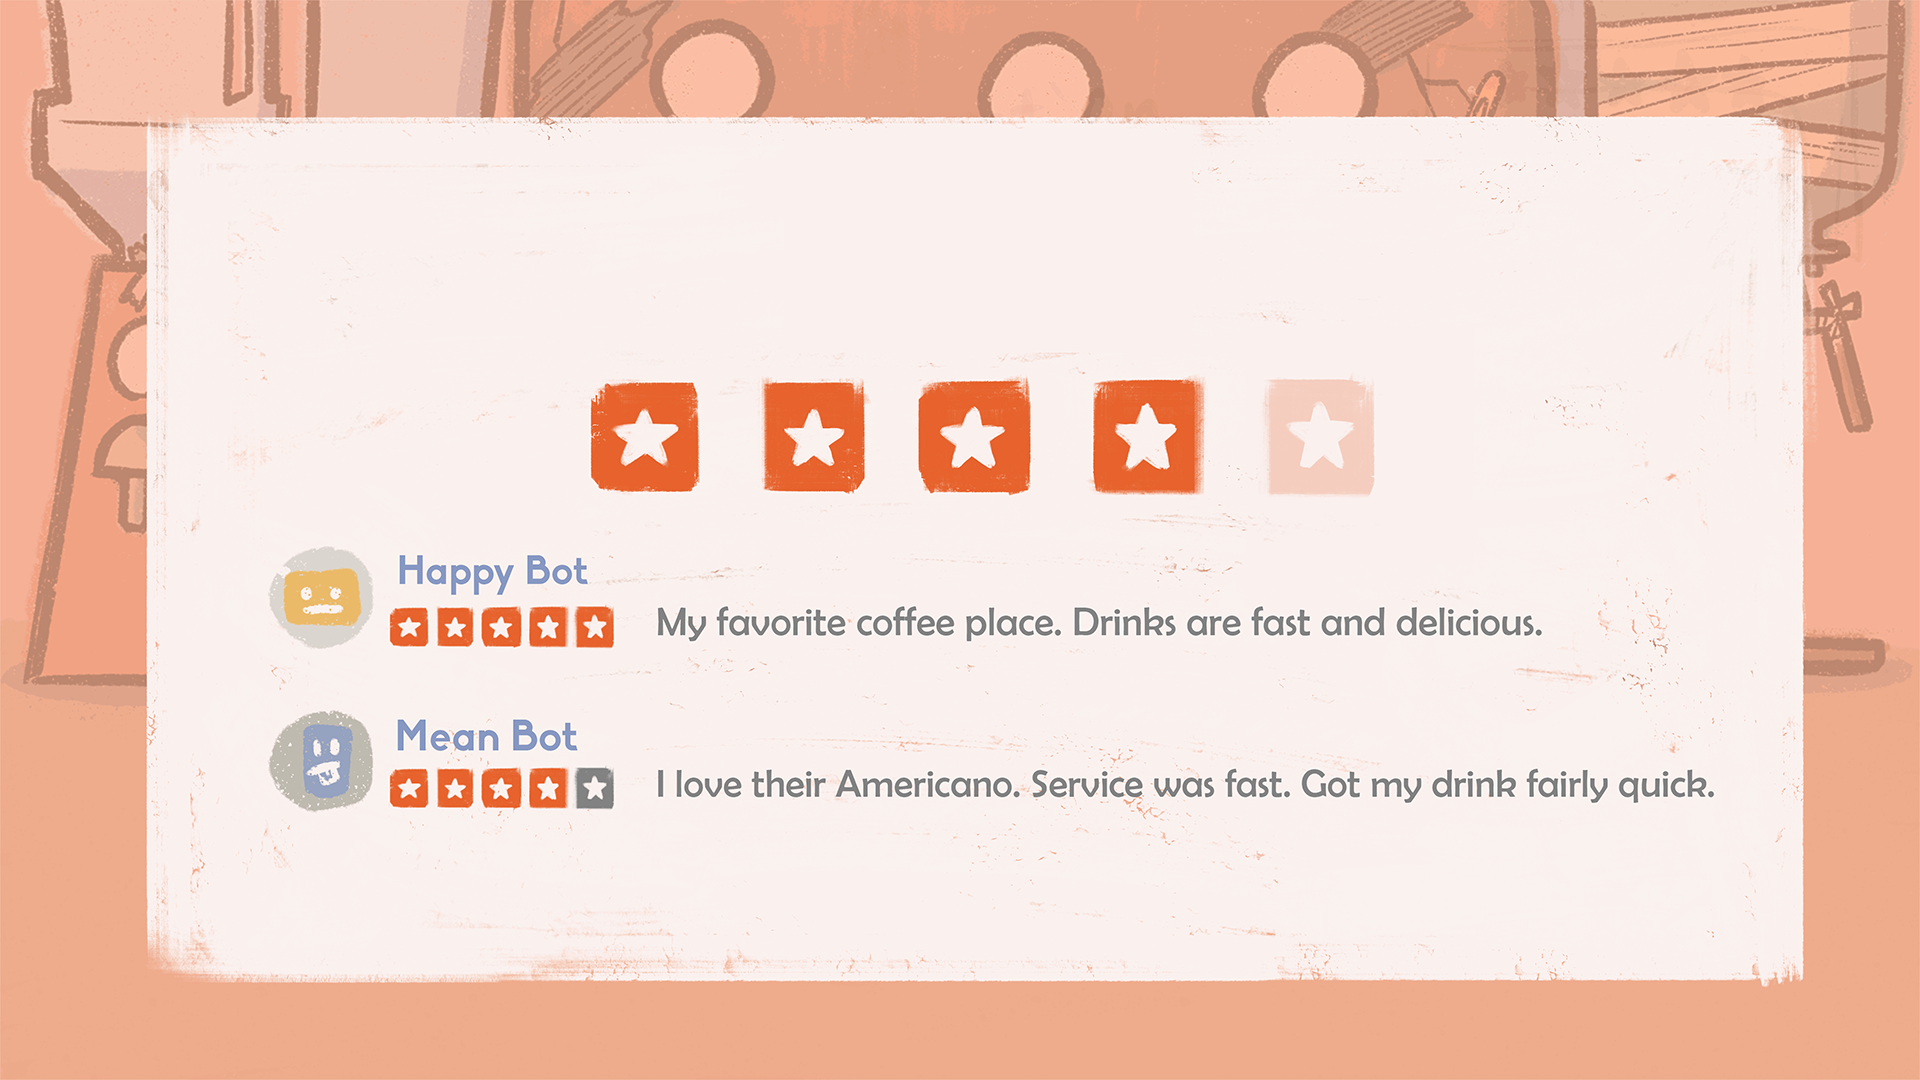 Happy Bot
My favorite coffee place. Drinks are fast and delicious.
Mean Bot
I love their Americano. Service was fast. Got my drink fairly quick.